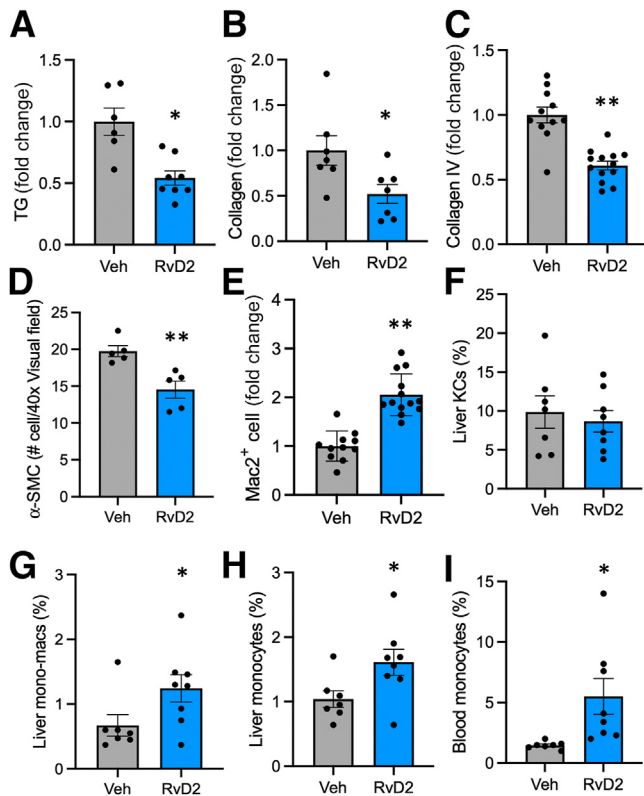 A
TG (fold change)
1.5
1.0
0.5
0.0
*
Veh
RvD2
B
Collagen (fold change)
2.0
1.5
1.0
0.5
0.0
*
Veh
RvD2
C
Collagen IV (fold change)
1.5
1.0
0.5
0.0
**
Veh
RvD2
D
α-SMC (# cell/40x Visual field)
25
20
15
10
5
0
**
Veh
RvD2
E
Mac2+ cell (fold change)
4
3
2
1
0
**
Veh
RvD2
F
Liver KCs (%)
25
20
15
10
5
0
Veh
RvD2
G
Liver mono-macs (%)
3
2
1
0
*
Veh
RvD2
H
Liver monocytes (%)
3
2
1
0
*
Veh
RvD2
I
Blood monocytes (%)
15
10
5
0
*
Veh
RvD2